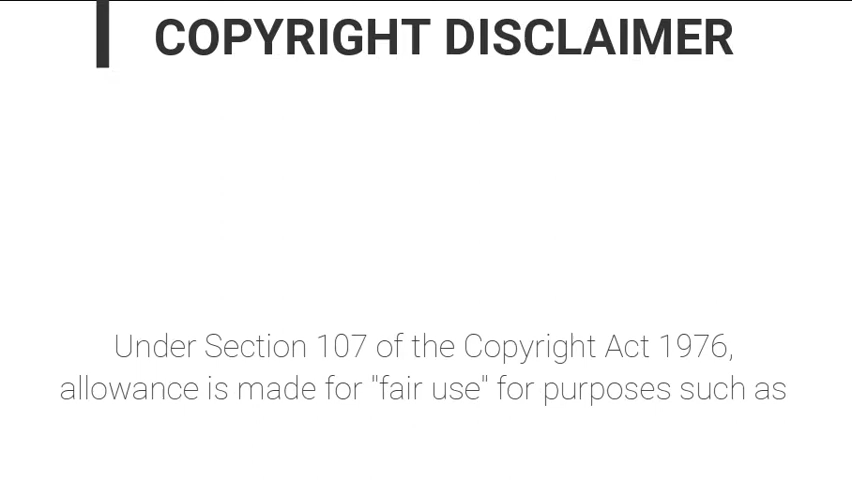 COPYRIGHT DISCLAIMER
Under Section 107 of the Copyright Act 1976,
allowance is made for "fair use" for purposes such as